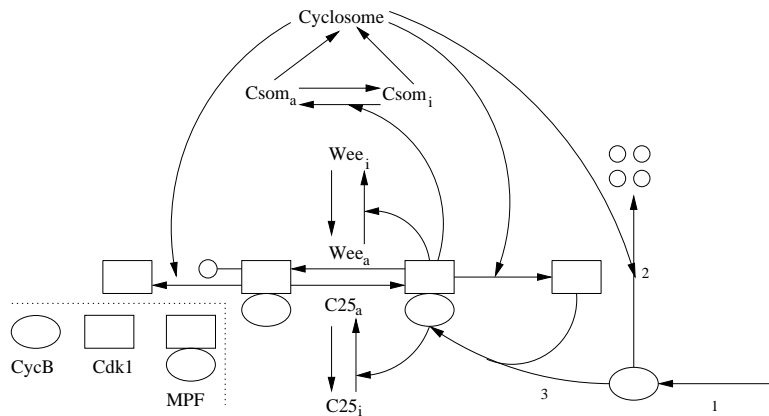 Cyclosome
Csom_a
Csom_i
Wee_i
Wee_a
2
C25_a
C25_i
3
1
CycB
Cdk1
MPF